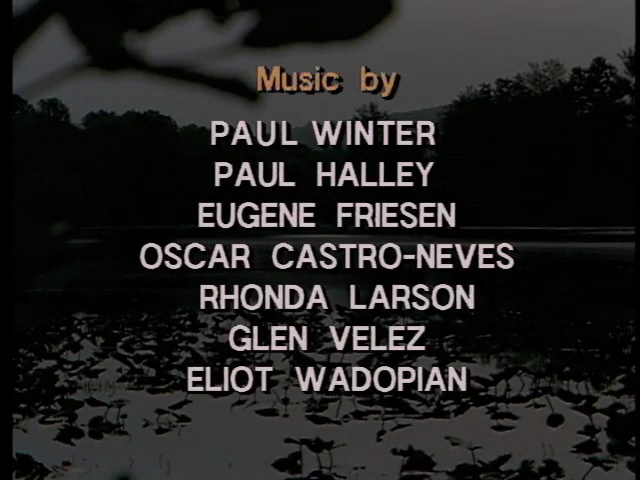 Music by
PAUL WINTER
PAUL HALLEY
EUGENE FRIESEN
OSCAR CASTRO-NEVES
RHONDA LARSON
GLEN VELEZ
ELIOT WADOPIAN